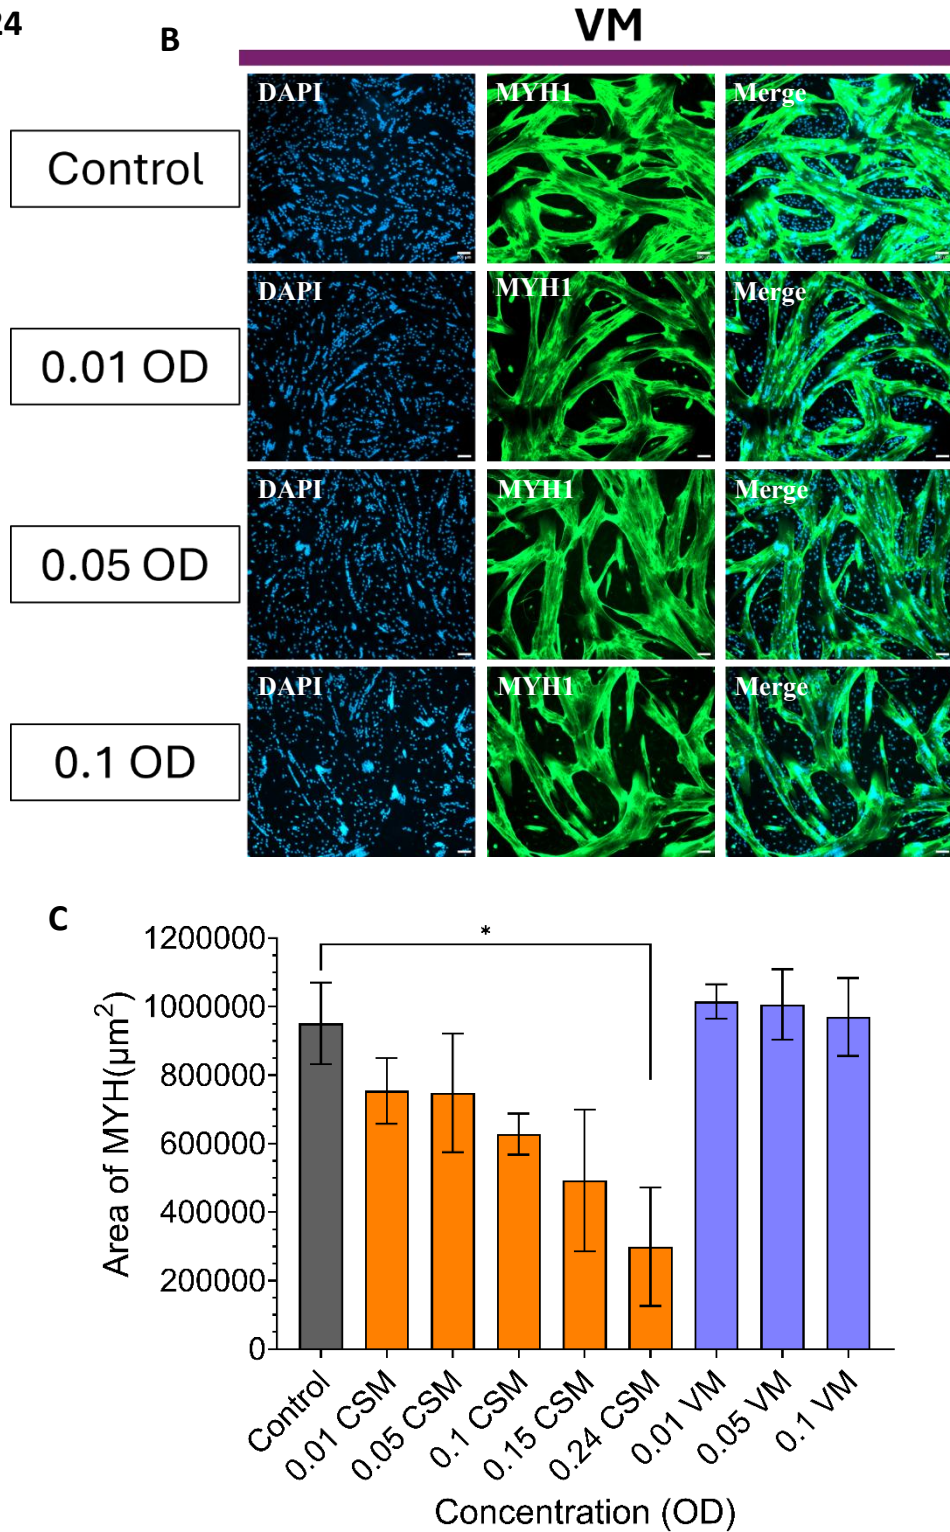 24
B
VM
DAPI MYH1 Merge
Control
DAPI MYH1 Merge
0.01 OD
DAPI MYH1 Merge
0.05 OD
DAPI MYH1 Merge
0.1 OD
C
*
1200000
1000000
800000
600000
400000
200000
0
Area of MYH(μm²)
Control
0.01 CSM
0.05 CSM
0.1 CSM
0.15 CSM
0.24 CSM
0.01 VM
0.05 VM
0.1 VM
Concentration (OD)